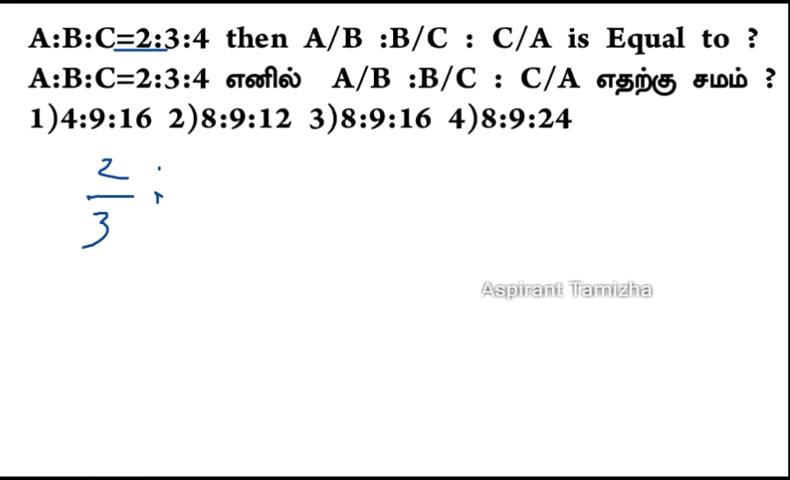 A:B:C=2:3:4 then A/B :B/C : C/A is Equal to ?
A:B:C=2:3:4 எனில் A/B :B/C : C/A எதற்கு சமம் ?
1)4:9:16 2)8:9:12 3)8:9:16 4)8:9:24
2/3 :
Aspirant Tamizha